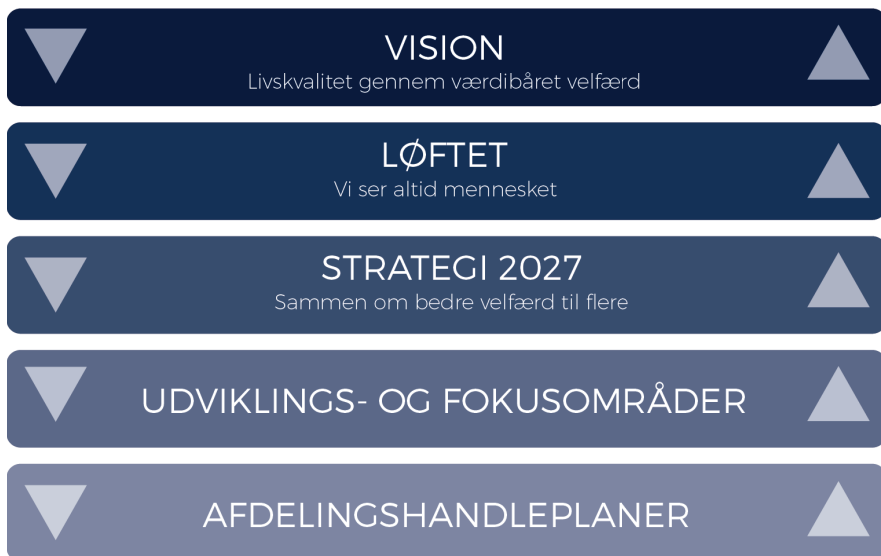 VISION
Livskvalitet gennem værdibåret velfærd
LØFTET
Vi ser altid mennesket
STRATEGI 2027
Sammen om bedre velfærd til flere
UDVIKLINGS- OG FOKUSOMRÅDER
AFDELINGSHANDLEPLANER